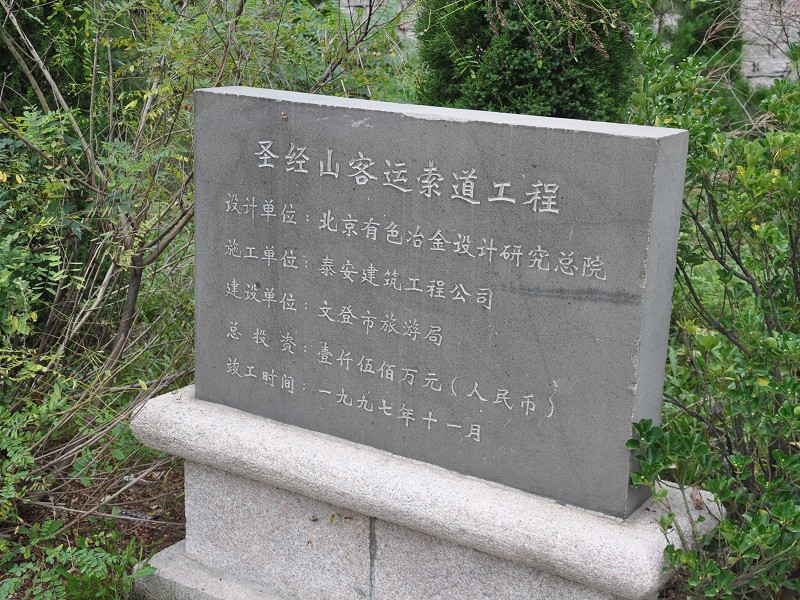 圣经山客运索道工程
设计单位：北京有色冶金设计研究总院
施工单位：泰安建筑工程公司
建设单位：文登市旅游局
总投资：壹仟伍佰万元（人民币）
竣工时间：一九九七年十一月